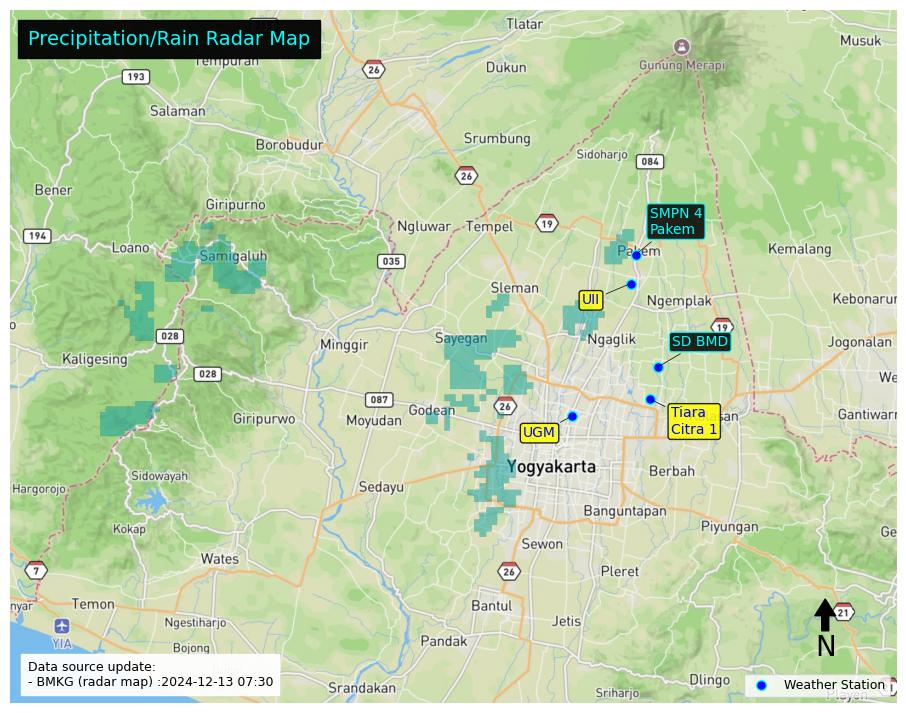 Precipitation/Rain Radar Map
Tlatar
Musuk
Tempuran
26
Dukun
Gunung Merapi
193
Salaman
Srumbung
Borobudur
Sidoharjo
084
26
Bener
Giripurno
SMPN 4
Pakem
194
Loano
Samigaluh
Ngluwar
Tempel
19
Pakem
Kemalang
035
Sleman
UII
Ngemplak
Kebonarum
028
Minggir
Sayegan
Ngaglik
19
SD BMD
Jogonalan
Kaligesing
028
087
Godean
26
Giripurwo
Moyudan
UGM
Tiara
Citra 1
Gantiwarn
Yogyakarta
Berbah
Sidowayah
Hargorojo
Sedayu
Banguntapan
Kokap
Piyungan
Sewon
Wates
7
26
Pleret
Temon
Bantul
21
Ngestiharjo
Jetis
YIA
Bojong
Pandak
N
Data source update:
- BMKG (radar map) :2024-12-13 07:30
Srandakan
Dlingo
Sriharjo
Weather Station